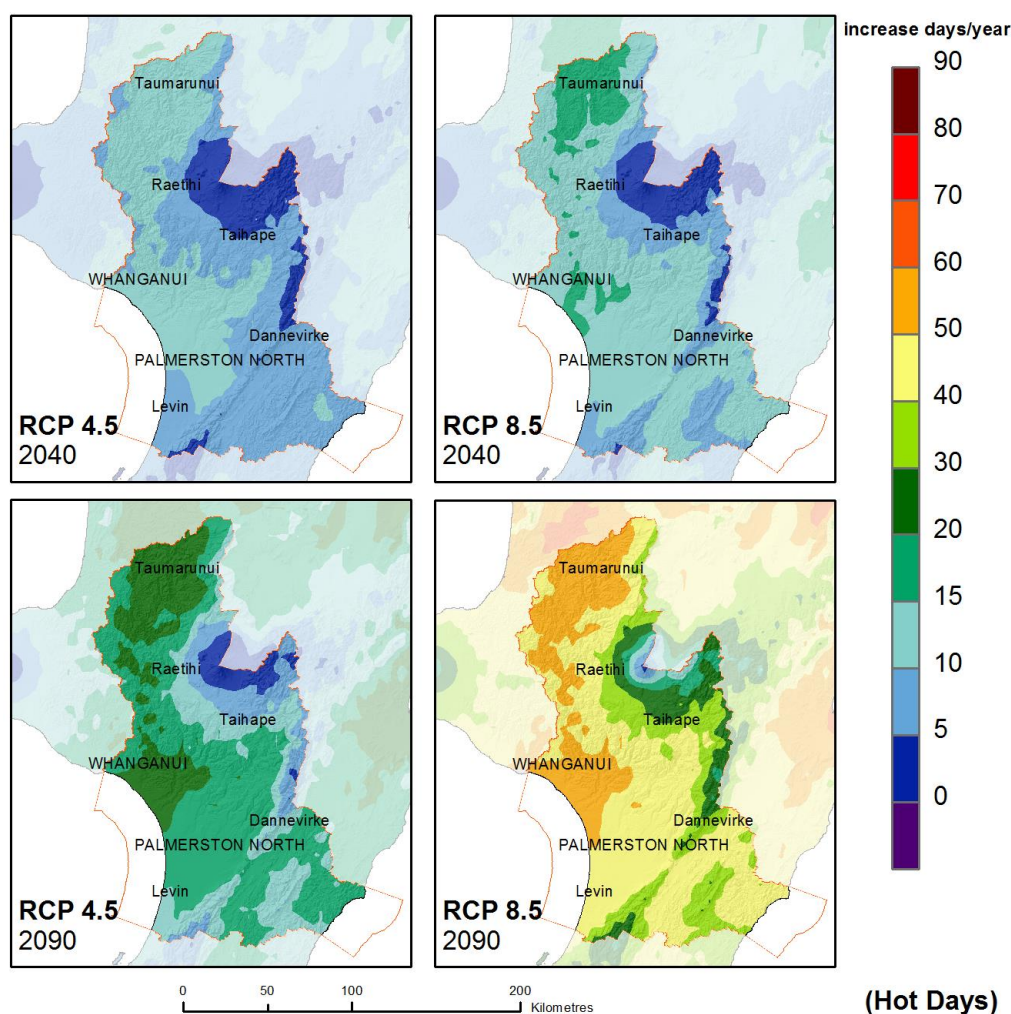 Taumarunui
Raetihi
Taihape
WHANGANUI
Dannevirke
PALMERSTON NORTH
Levin
RCP 4.5
2040
Taumarunui
Raetihi
Taihape
WHANGANUI
Dannevirke
PALMERSTON NORTH
Levin
RCP 8.5
2040
increase days/year
90
80
70
60
50
40
30
20
15
10
5
0
Taumarunui
Raetihi
Taihape
WHANGANUI
Dannevirke
PALMERSTON NORTH
Levin
RCP 4.5
2090
Taumarunui
Raetihi
Taihape
WHANGANUI
Dannevirke
PALMERSTON NORTH
Levin
RCP 8.5
2090
0 50 100 200
Kilometres
(Hot Days)